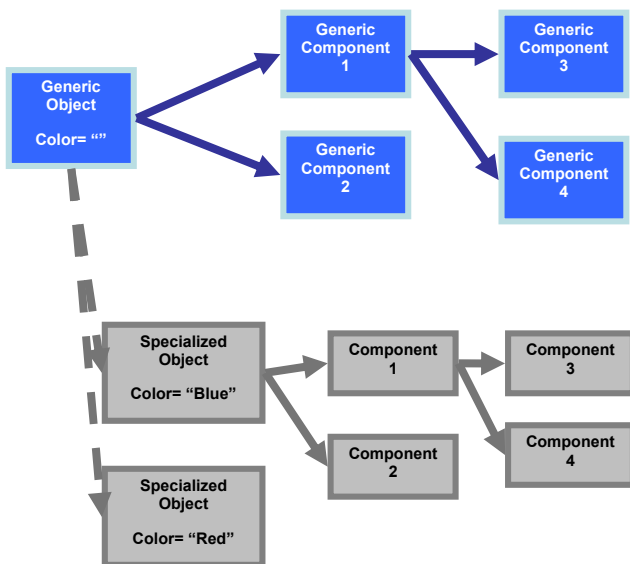 Generic
Object
Color= “”
Generic
Component
1
Generic
Component
2
Generic
Component
3
Generic
Component
4
Specialized
Object
Color= “Blue”
Component
1
Component
2
Component
3
Component
4
Specialized
Object
Color= “Red”